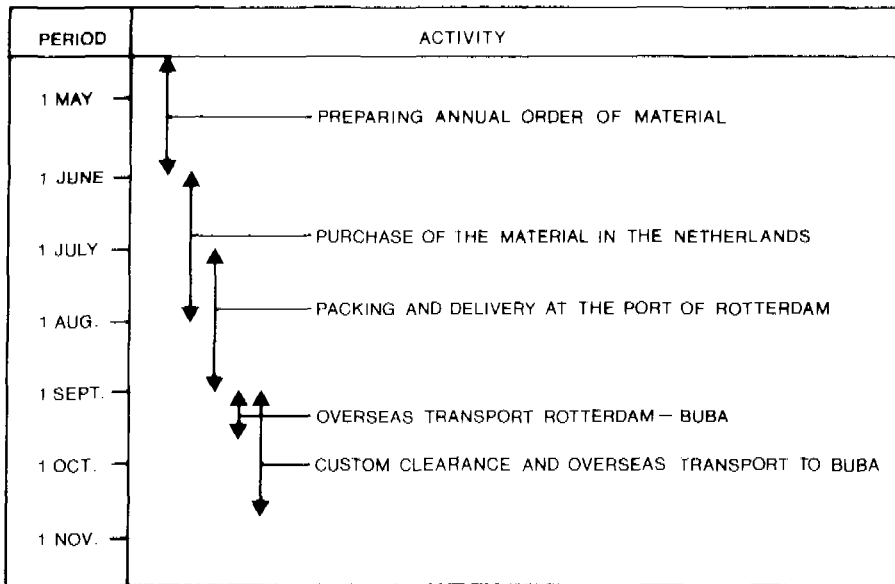 PERIOD ACTIVITY
1 MAY
PREPARING ANNUAL ORDER OF MATERIAL
1 JUNE
PURCHASE OF THE MATERIAL IN THE NETHERLANDS
1 JULY
PACKING AND DELIVERY AT THE PORT OF ROTTERDAM
1 AUG.
1 SEPT.
OVERSEAS TRANSPORT ROTTERDAM — BUBA
1 OCT. CUSTOM CLEARANCE AND OVERSEAS TRANSPORT TO BUBA
1 NOV.